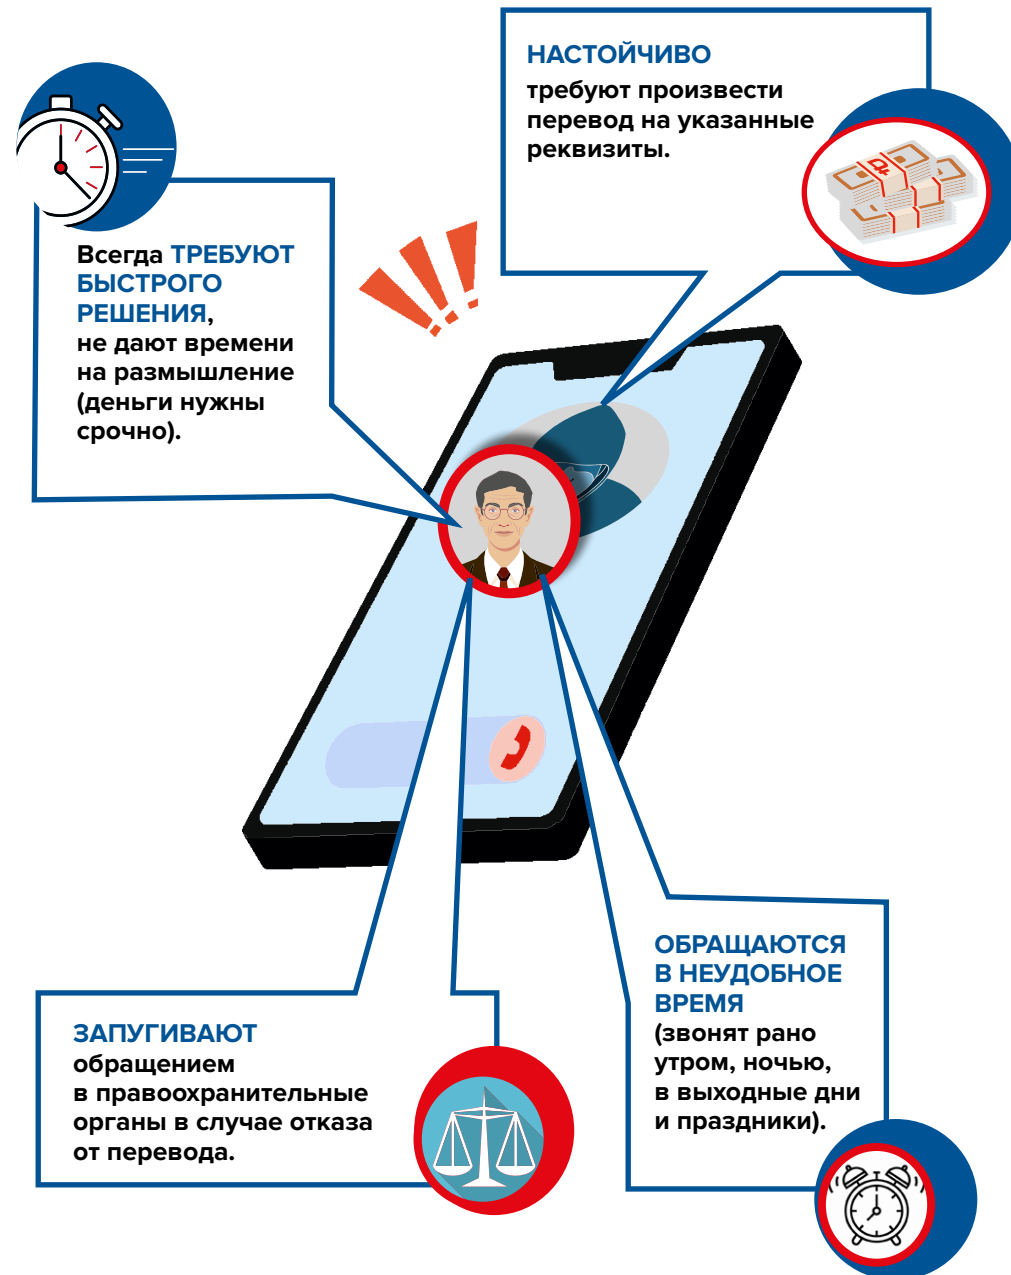 НАСТОЙЧИВО
требуют произвести
перевод на указанные
реквизиты.
Всегда ТРЕБУЮТ
БЫСТРОГО
РЕШЕНИЯ,
не дают времени
на размышление
(деньги нужны
срочно).
ОБРАЩАЮТСЯ
В НЕУДОБНОЕ
ВРЕМЯ
(звонят рано
утром, ночью,
в выходные дни
и праздники).
ЗАПУГИВАЮТ
обращением
в правоохранительные
органы в случае отказа
от перевода.